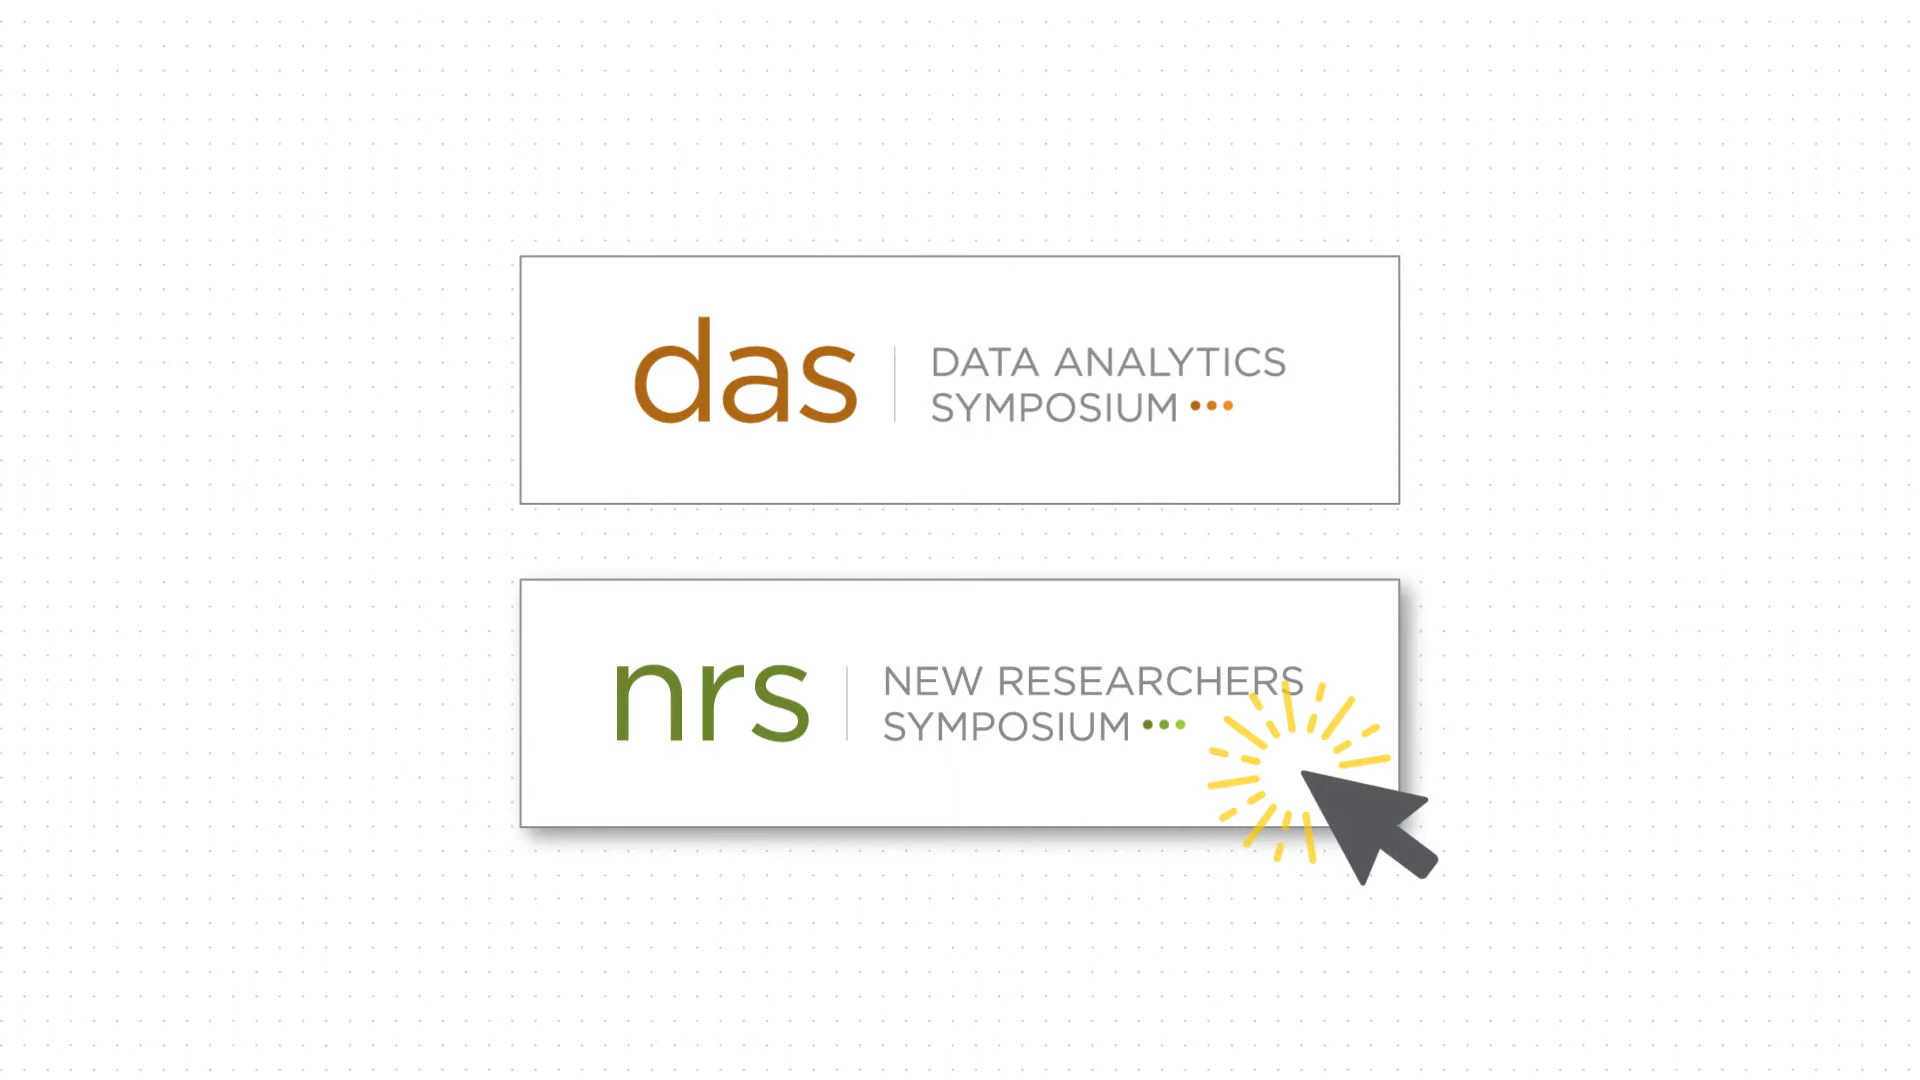 das
DATA ANALYTICS
SYMPOSIUM
nrs
NEW RESEARCHERS
SYMPOSIUM